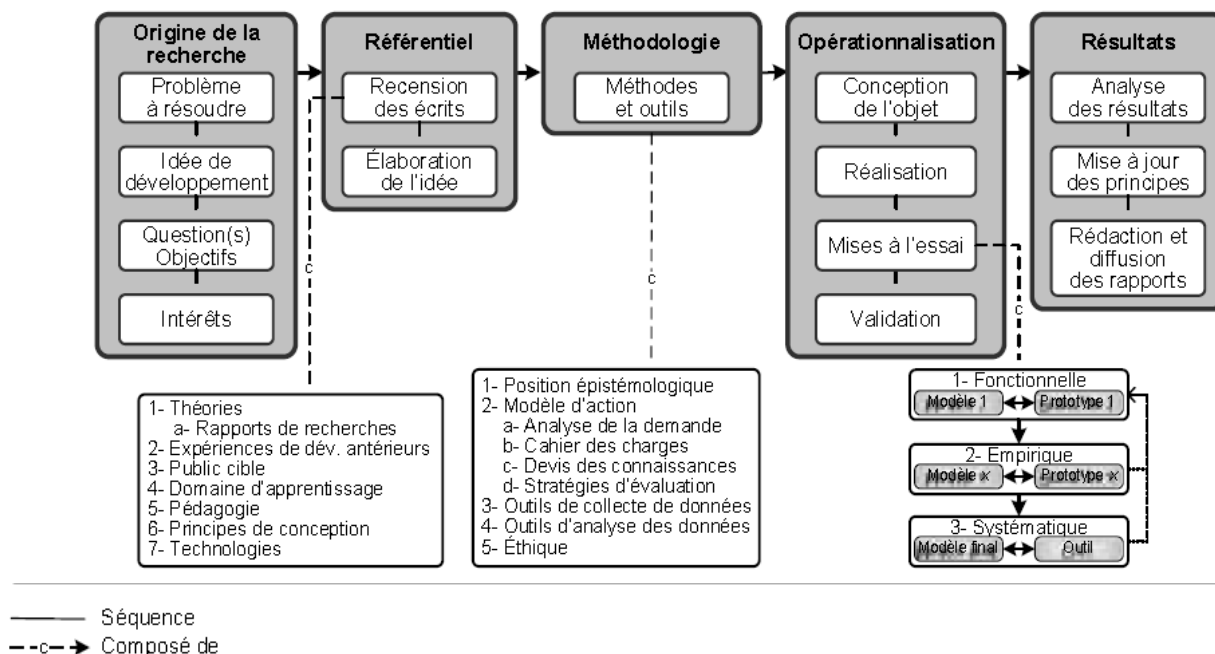 Origine de la
recherche
Problème
à résoudre
Idée de
développement
Question(s)
Objectifs
Intérêts
Référentiel
Recension
des écrits
Élaboration
de l'idée
Méthodologie
Méthodes
et outils
Opérationnalisation
Conception
de l'objet
Réalisation
Mises à l'essai
Validation
Résultats
Analyse
des résultats
Mise à jour
des principes
Rédaction et
diffusion
des rapports
c
c
c
1- Théories
a- Rapports de recherches
2- Expériences de dév. antérieurs
3- Public cible
4- Domaine d'apprentissage
5- Pédagogie
6- Principes de conception
7- Technologies
1- Position épistémologique
2- Modèle d'action
a- Analyse de la demande
b- Cahier des charges
c- Devis des connaissances
d- Stratégies d'évaluation
3- Outils de collecte de données
4- Outils d'analyse des données
5- Éthique
1- Fonctionnelle
Modèle 1 Prototype 1
2- Empirique
Modèle x Prototype x
3- Systématique
Modèle final Outil
Séquence
c Composé de